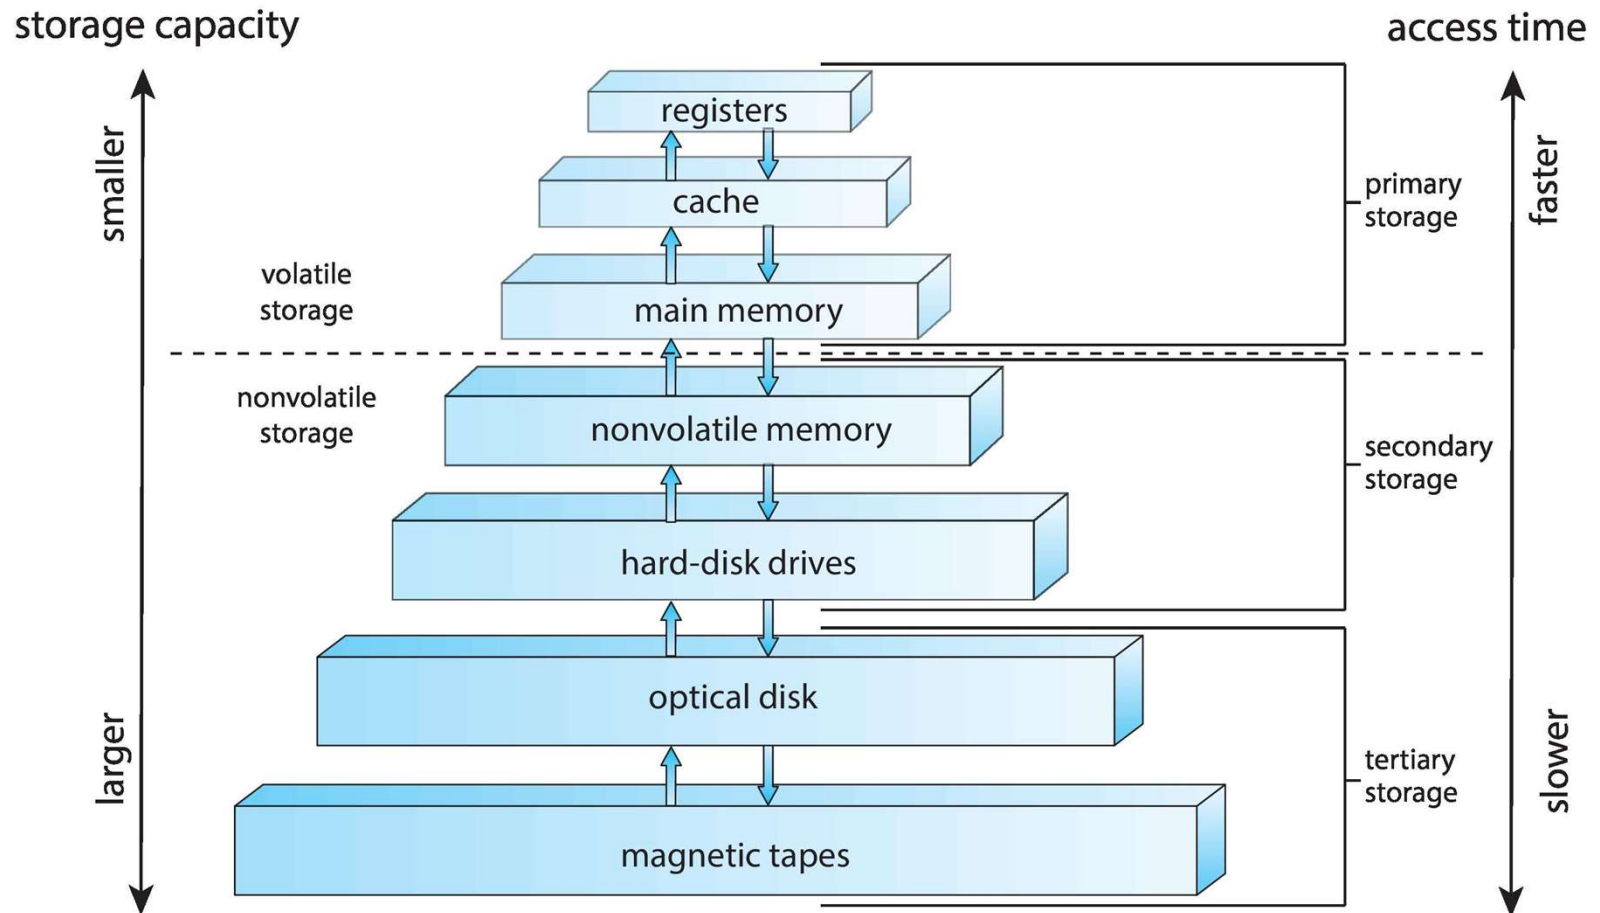 storage capacity
access time
registers
smaller
faster
primary
storage
cache
volatile
storage
main memory
nonvolatile
storage
nonvolatile memory
secondary
storage
hard-disk drives
optical disk
larger
slower
tertiary
storage
magnetic tapes